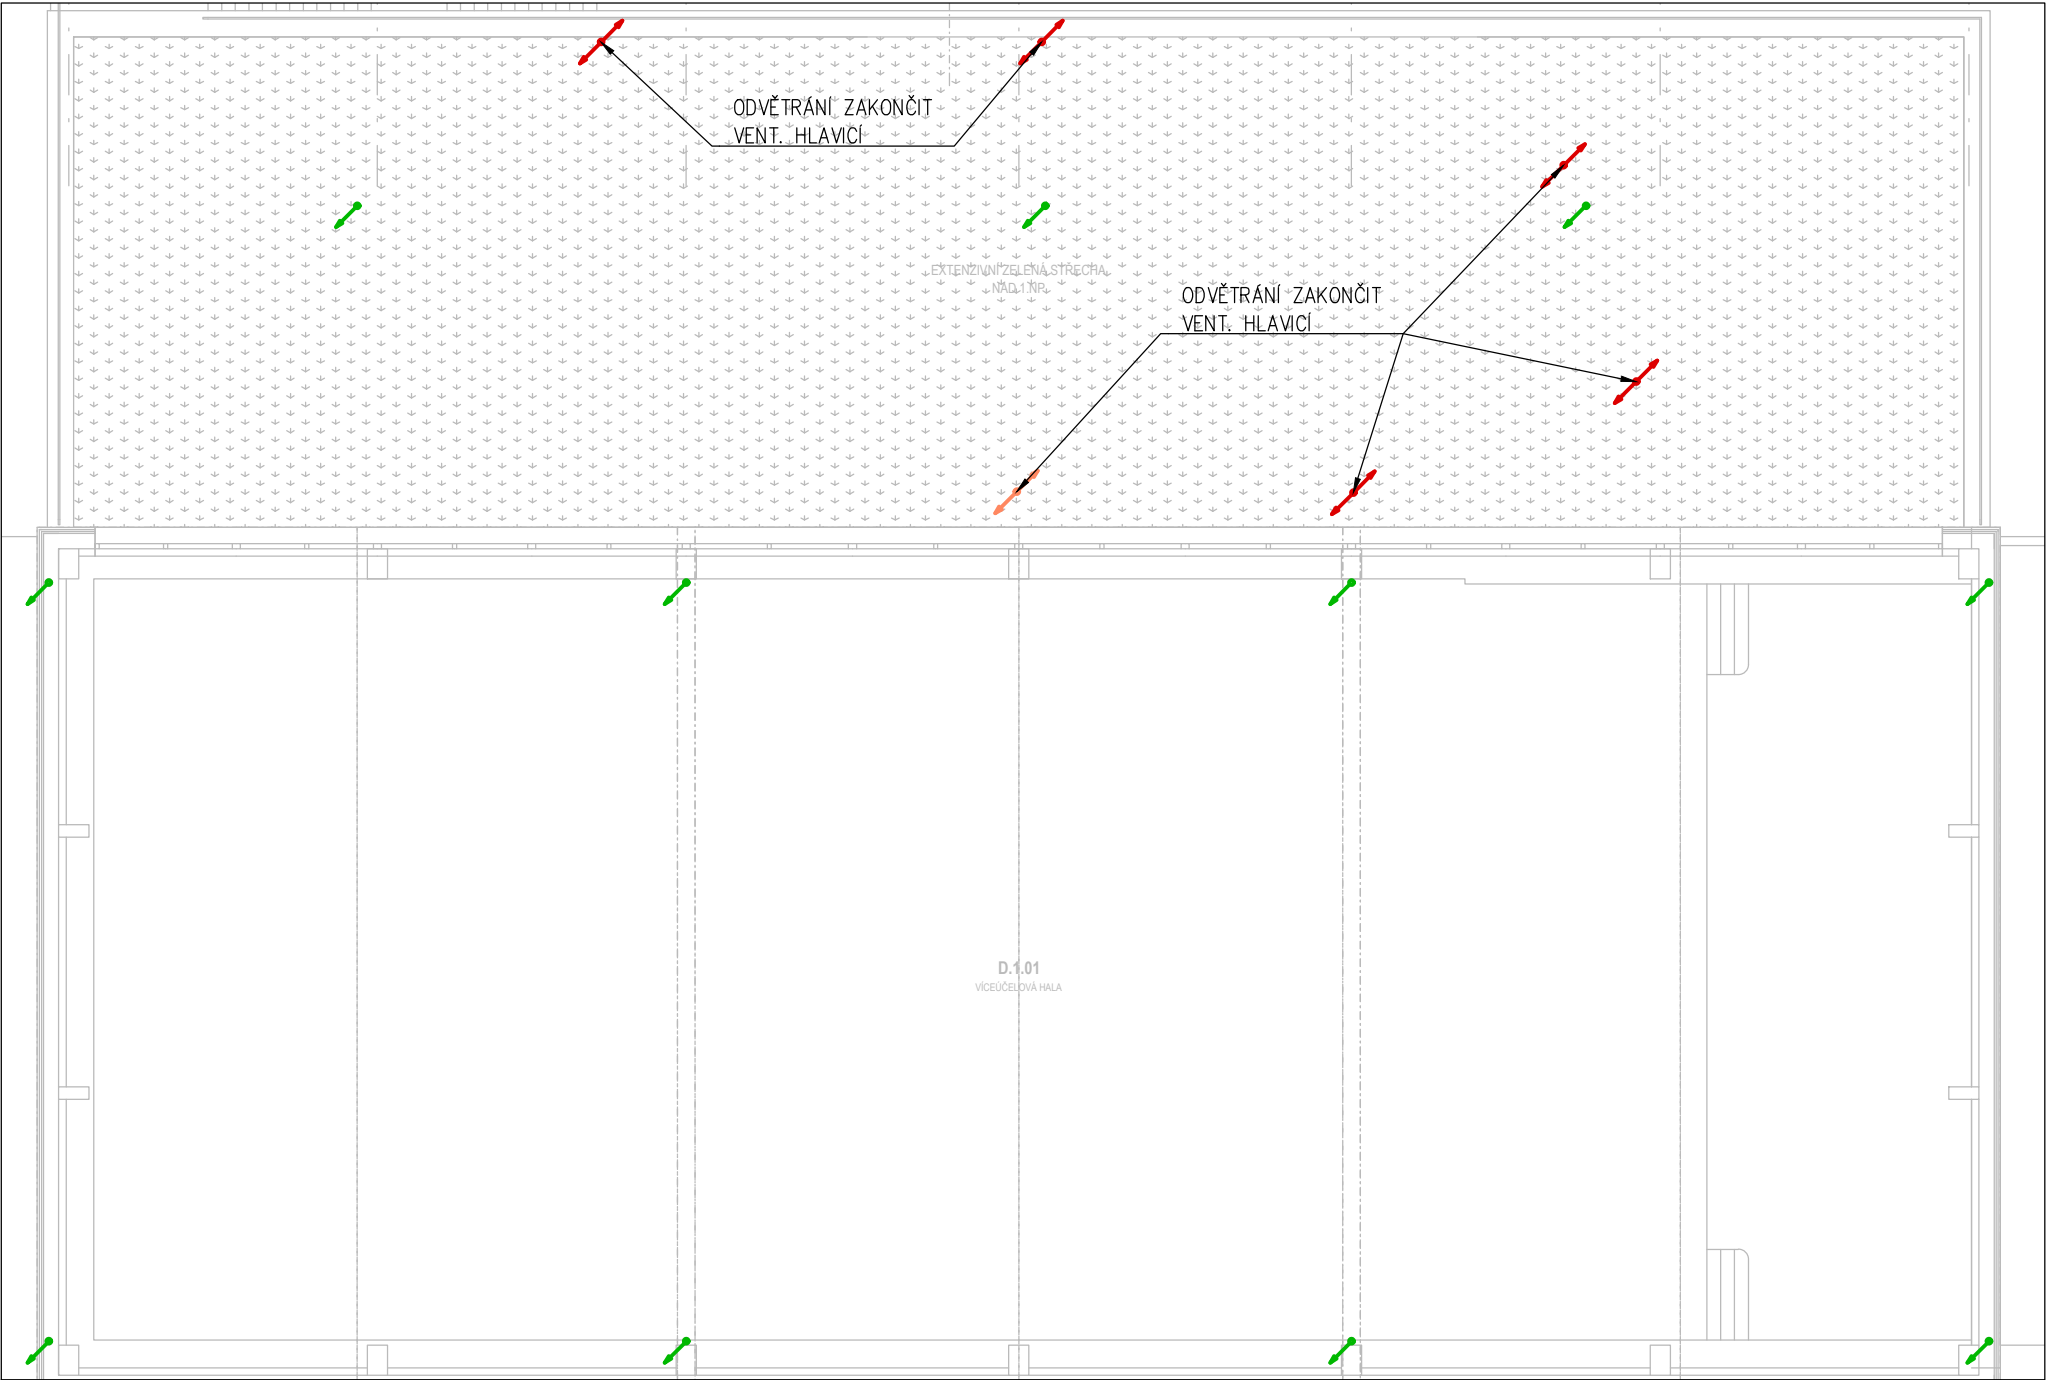 ODVĚTRÁNÍ ZAKONČIT
VENT. HLAVICÍ
EXTENZIVNÍ ZELENÁ STŘECHA
NAD 1.NP
ODVĚTRÁNÍ ZAKONČIT
VENT. HLAVICÍ
D.1.01
VÍCEÚČELOVÁ HALA